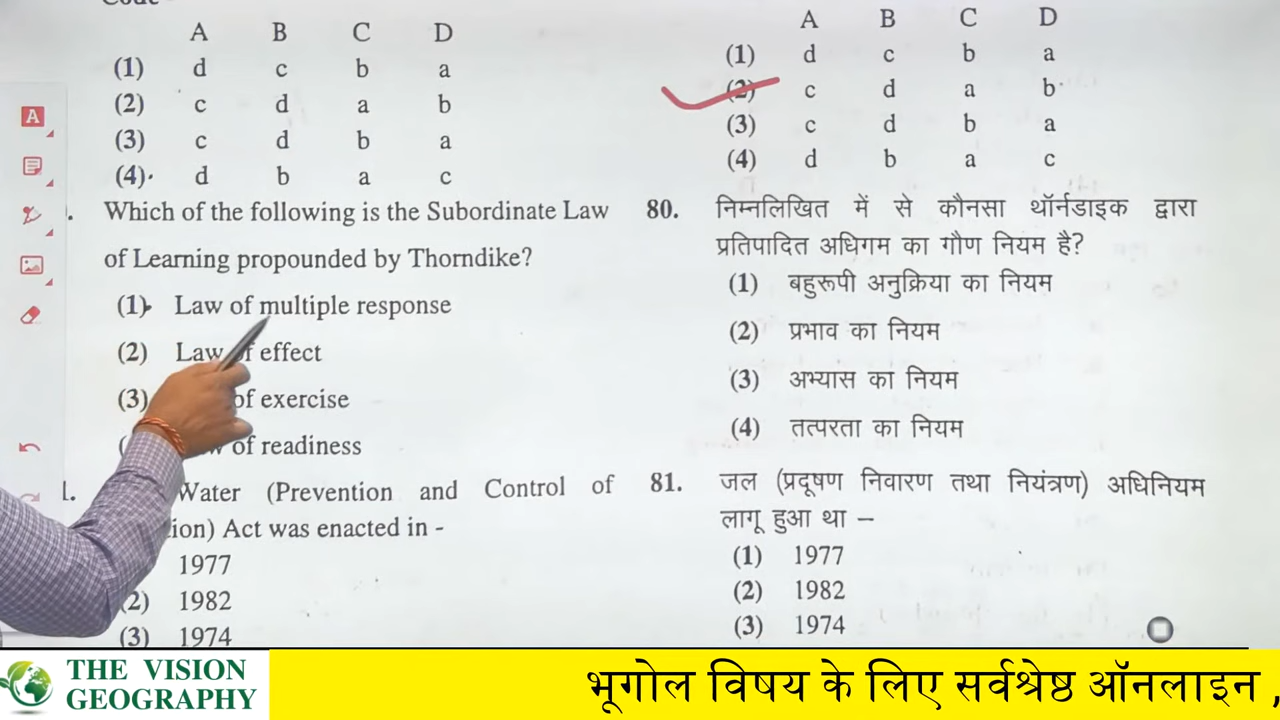 A B C D
(1) d c b a
(2) c d a b
(3) c d b a
(4) d b a c
Which of the following is the Subordinate Law
of Learning propounded by Thorndike?
(1) Law of multiple response
(2) Law of effect
(3) of exercise
of readiness
Water (Prevention and Control of
Act was enacted in -
1977
(2) 1982
(3) 1974
A B C D
(1) d c b a
(2) c d a b
(3) c d b a
(4) d b a c
80. निम्नलिखित में से कौनसा थॉर्नडाइक द्वारा
प्रतिपादित अधिगम का गौण नियम है?
(1) बहुरूपी अनुक्रिया का नियम
(2) प्रभाव का नियम
(3) अभ्यास का नियम
(4) तत्परता का नियम
81. जल (प्रदूषण निवारण तथा नियंत्रण) अधिनियम
लागू हुआ था –
(1) 1977
(2) 1982
(3) 1974
A
THE VISION
GEOGRAPHY
भूगोल विषय के लिए सर्वश्रेष्ठ ऑनलाइन ,